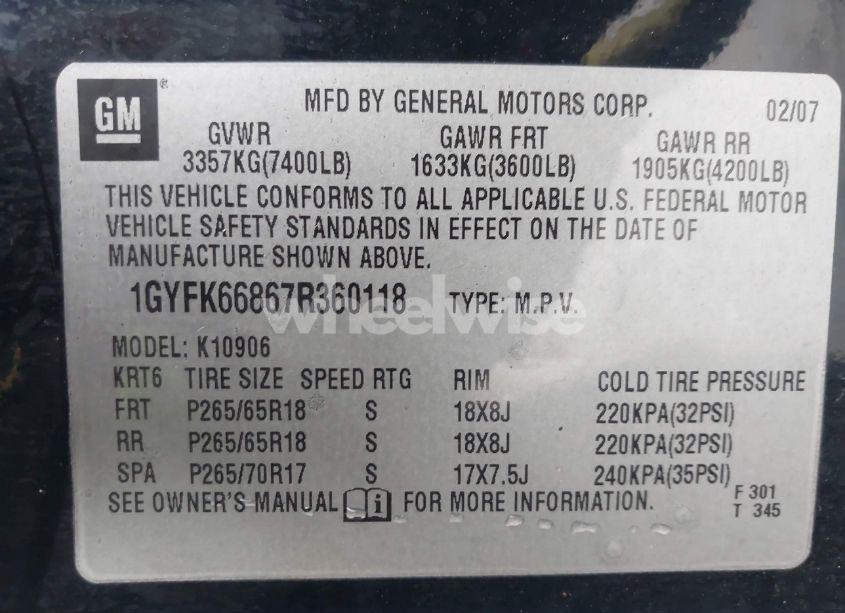 GM ®
MFD BY GENERAL MOTORS CORP. 02/07
GVWR GAWR FRT GAWR RR
3357KG(7400LB) 1633KG(3600LB) 1905KG(4200LB)
THIS VEHICLE CONFORMS TO ALL APPLICABLE U.S. FEDERAL MOTOR
VEHICLE SAFETY STANDARDS IN EFFECT ON THE DATE OF
MANUFACTURE SHOWN ABOVE.
1GYFK66867R360118 TYPE: M.P.V.
wheelwise
MODEL: K10906
KRT6 TIRE SIZE SPEED RTG RIM COLD TIRE PRESSURE
FRT P265/65R18 S 18X8J 220KPA(32PSI)
RR P265/65R18 S 18X8J 220KPA(32PSI)
SPA P265/70R17 S 17X7.5J 240KPA(35PSI)
SEE OWNER'S MANUAL i FOR MORE INFORMATION. F 301
T 345